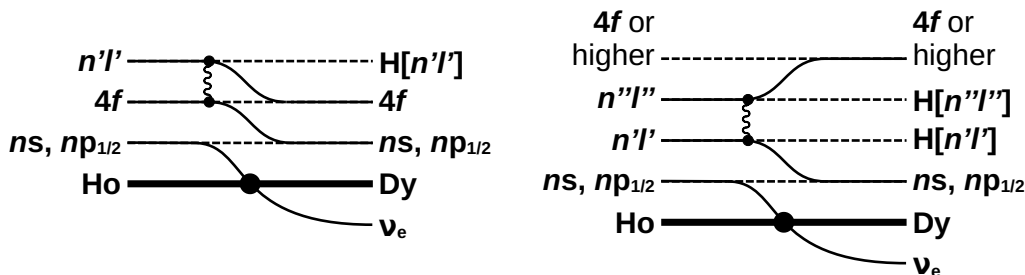 n'l' H[n'l']
4f 4f
ns, np1/2 ns, np1/2
Ho Dy
νe
4f or 4f or
higher higher
n''l'' H[n''l'']
n'l' H[n'l']
ns, np1/2 ns, np1/2
Ho Dy
νe